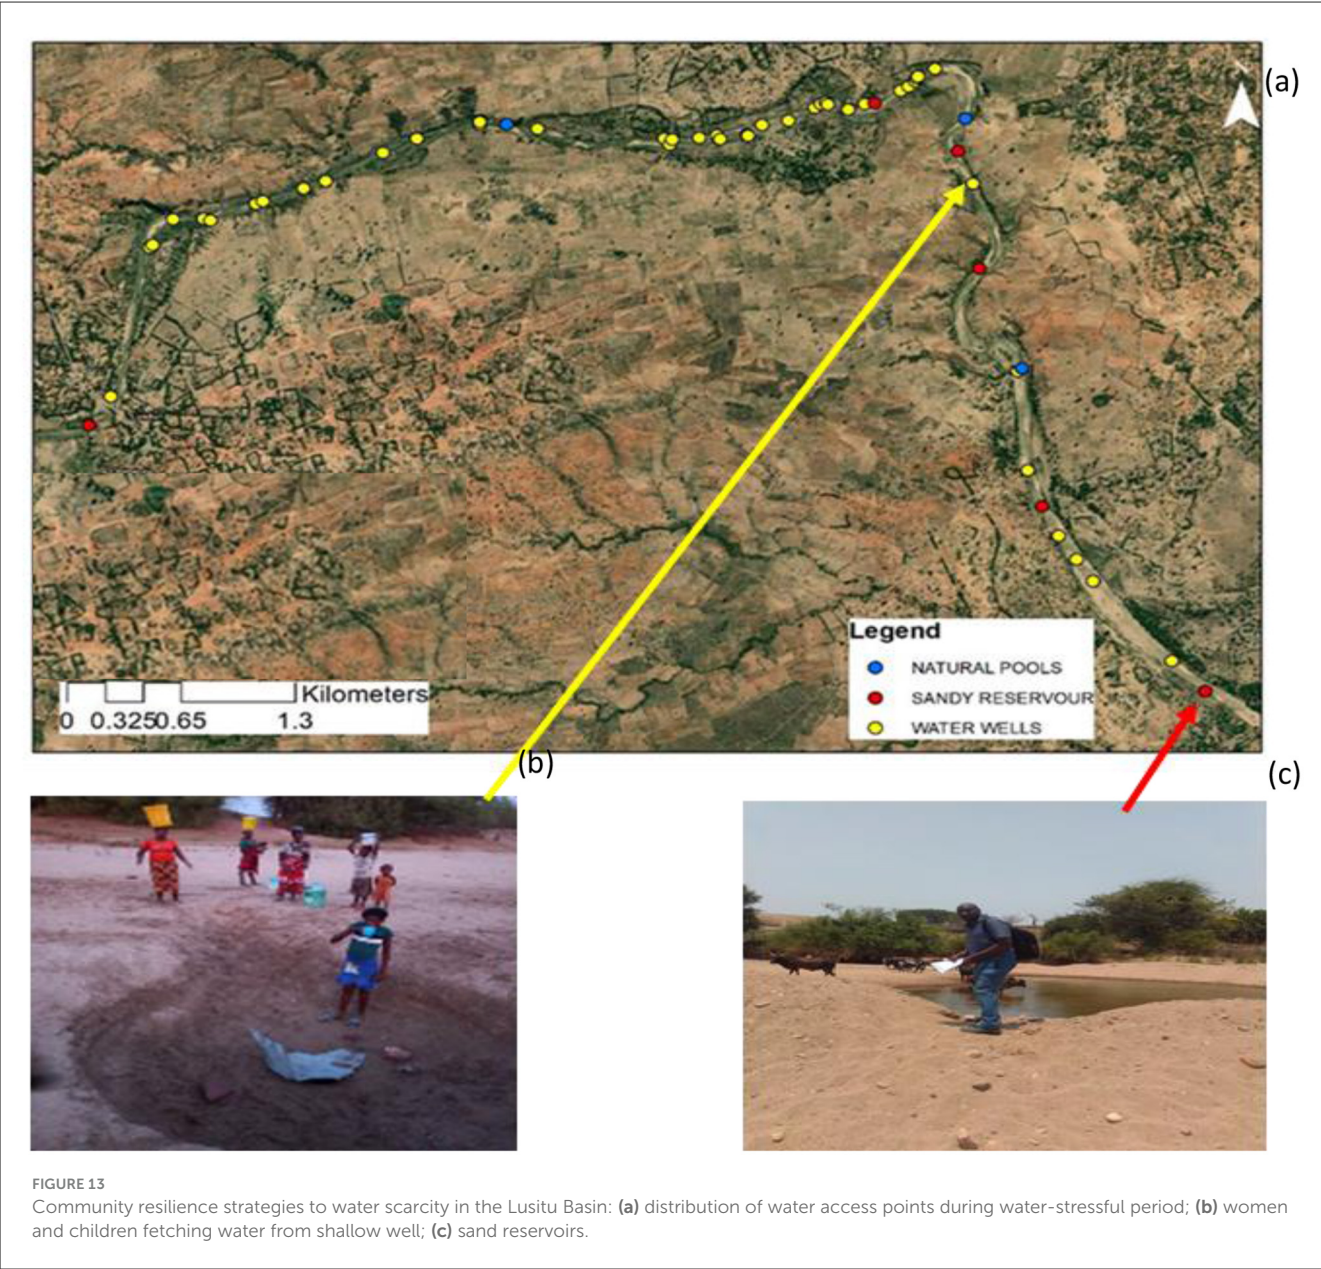 (a)
Legend
NATURAL POOLS
SANDY RESERVOUR
WATER WELLS
Kilometers
0 0.3250.65 1.3
(b)
(c)
FIGURE 13
Community resilience strategies to water scarcity in the Lusitu Basin: (a) distribution of water access points during water-stressful period; (b) women
and children fetching water from shallow well; (c) sand reservoirs.